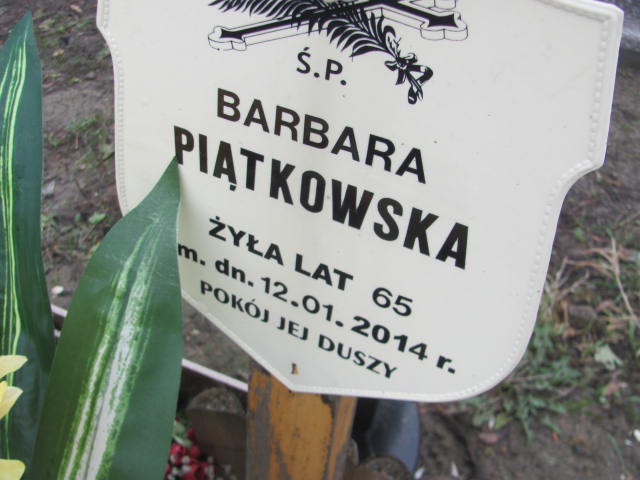 Ś.P.
BARBARA
PIĄTKOWSKA
ŻYŁA LAT 65
m. dn. 12.01.2014 r.
POKÓJ JEJ DUSZY